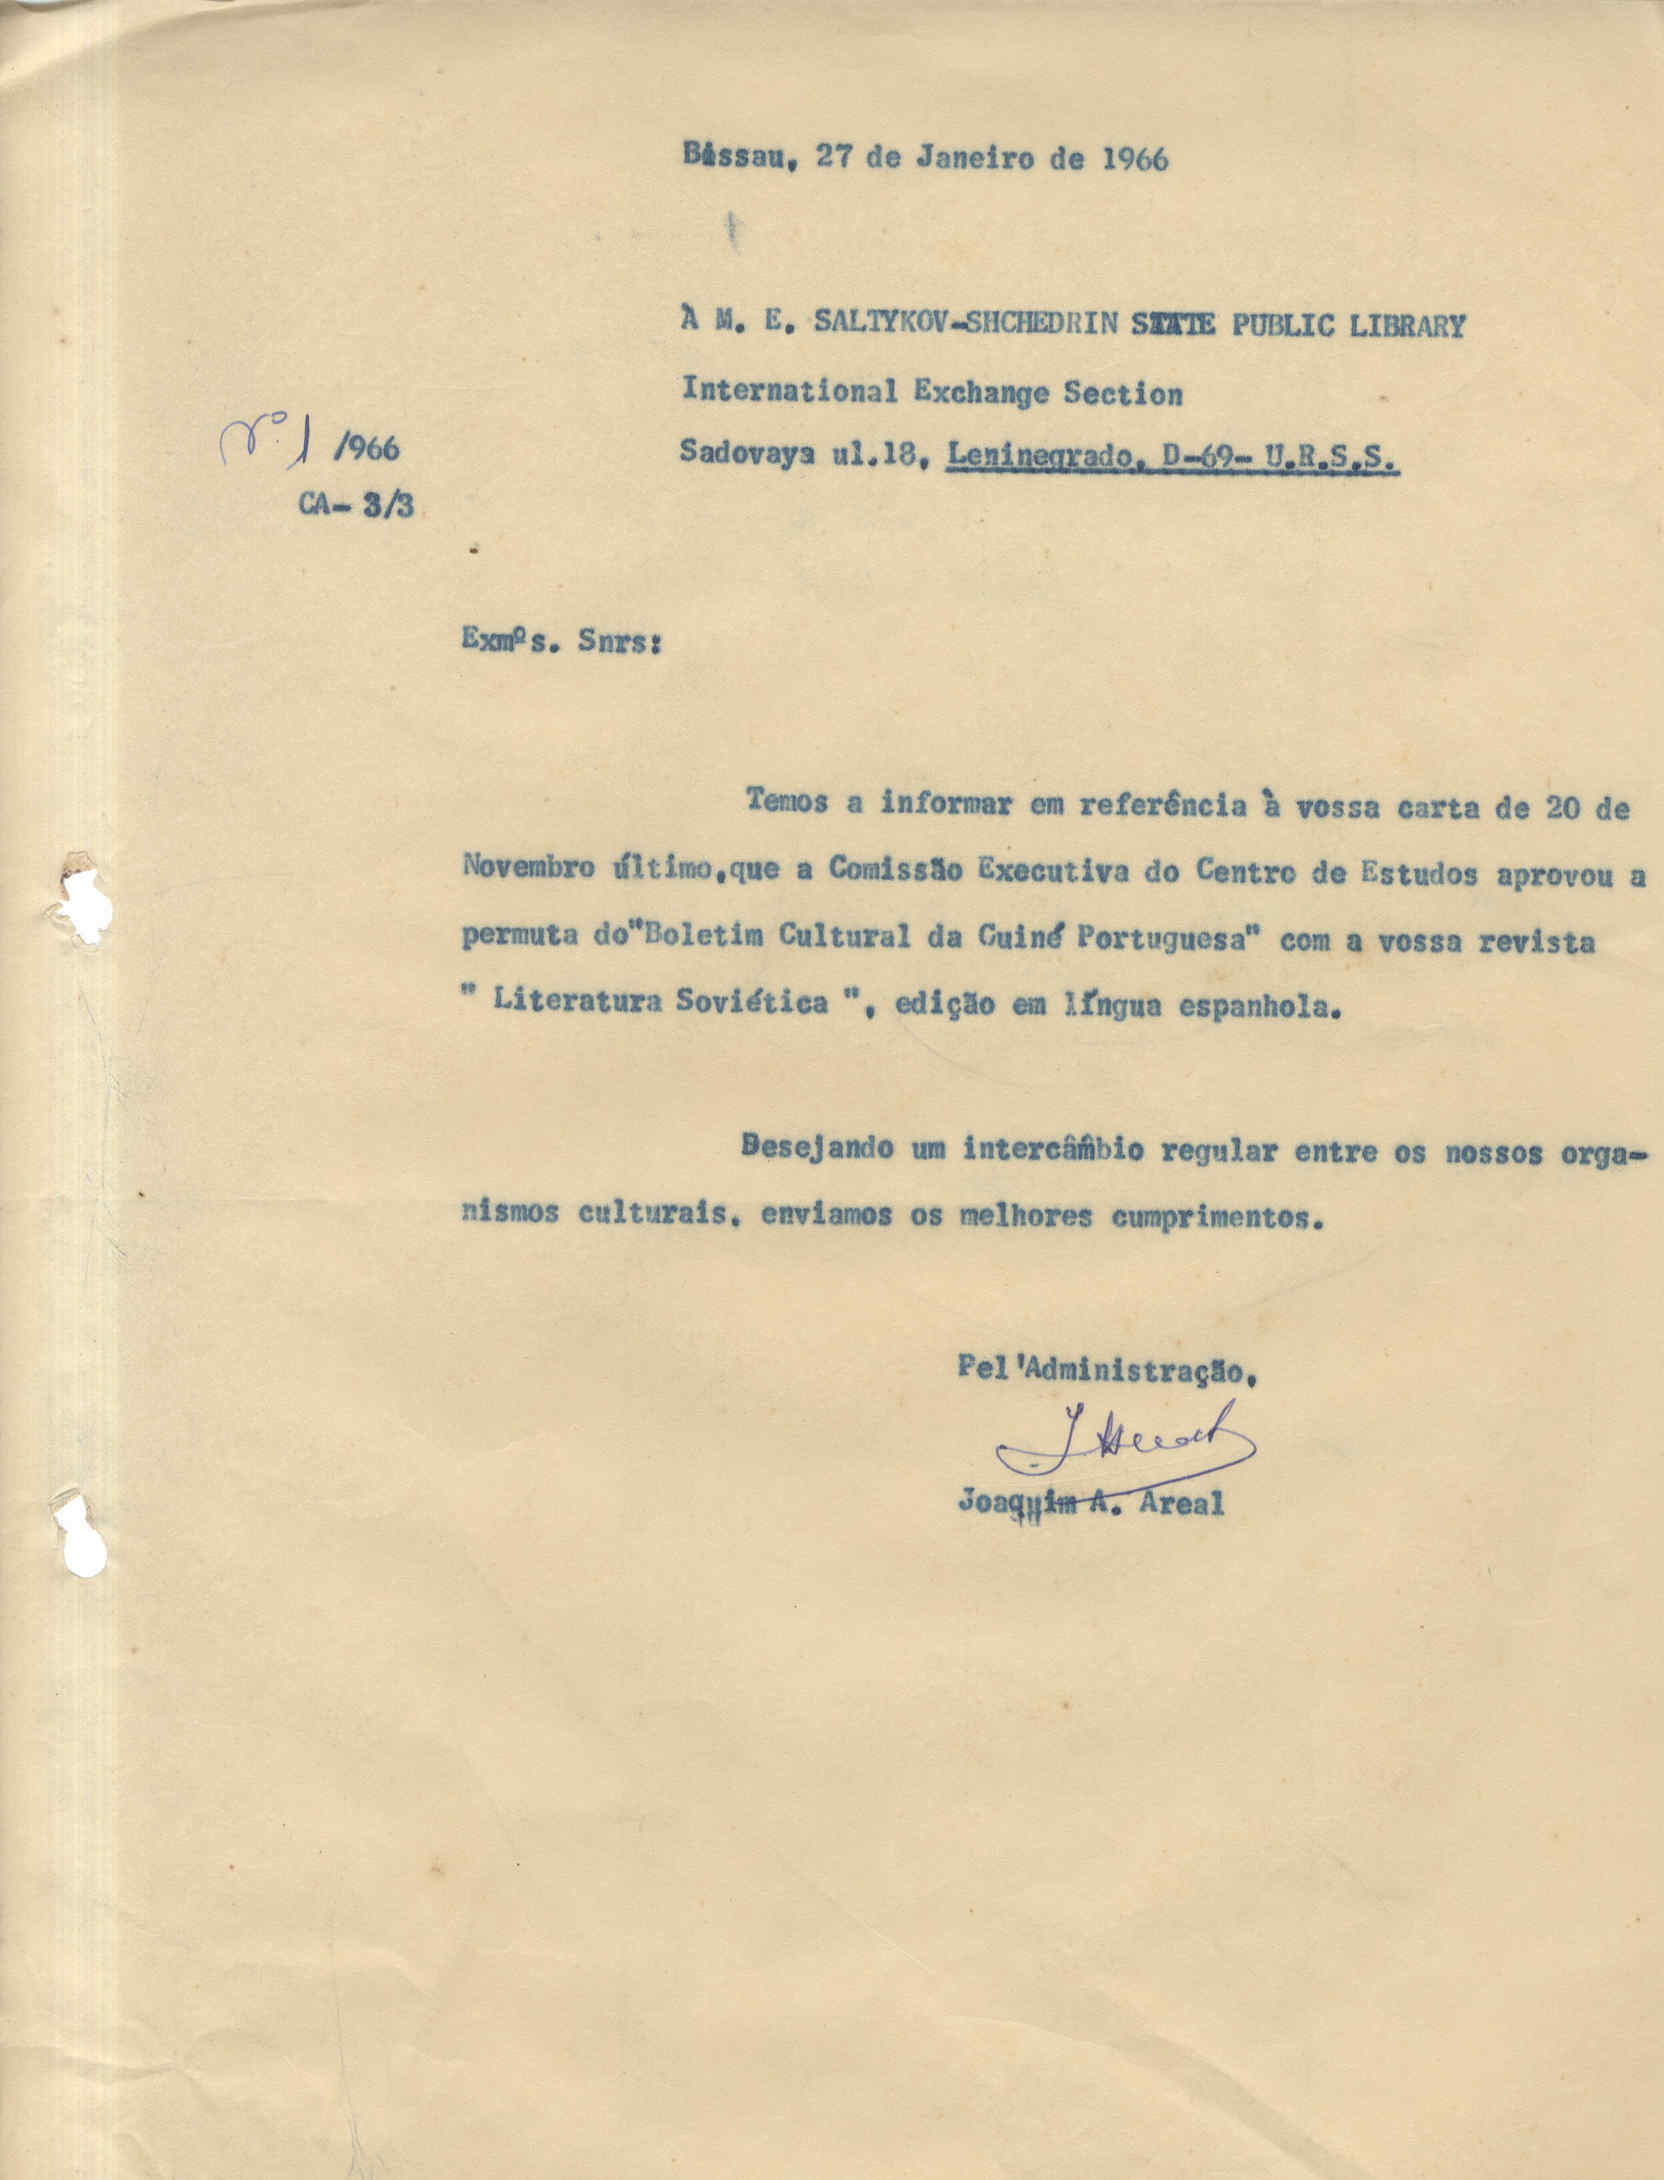 Bissau, 27 de Janeiro de 1966
À M. E. SALTYKOV-SHCHEDRIN STATE PUBLIC LIBRARY
International Exchange Section
Nº. 1 /966
Sadovaya ul.18, Leninegrado, D-69- U.R.S.S.
CA- 3/3
Exmºs. Snrs:
Temos a informar em referência à vossa carta de 20 de
Novembro último,que a Comissão Executiva do Centro de Estudos aprovou a
permuta do"Boletim Cultural da Guiné Portuguesa" com a vossa revista
" Literatura Soviética ", edição em língua espanhola.
Desejando um intercâmbio regular entre os nossos orga-
nismos culturais, enviamos os melhores cumprimentos.
Pel'Administração,
Joaquim A. Areal